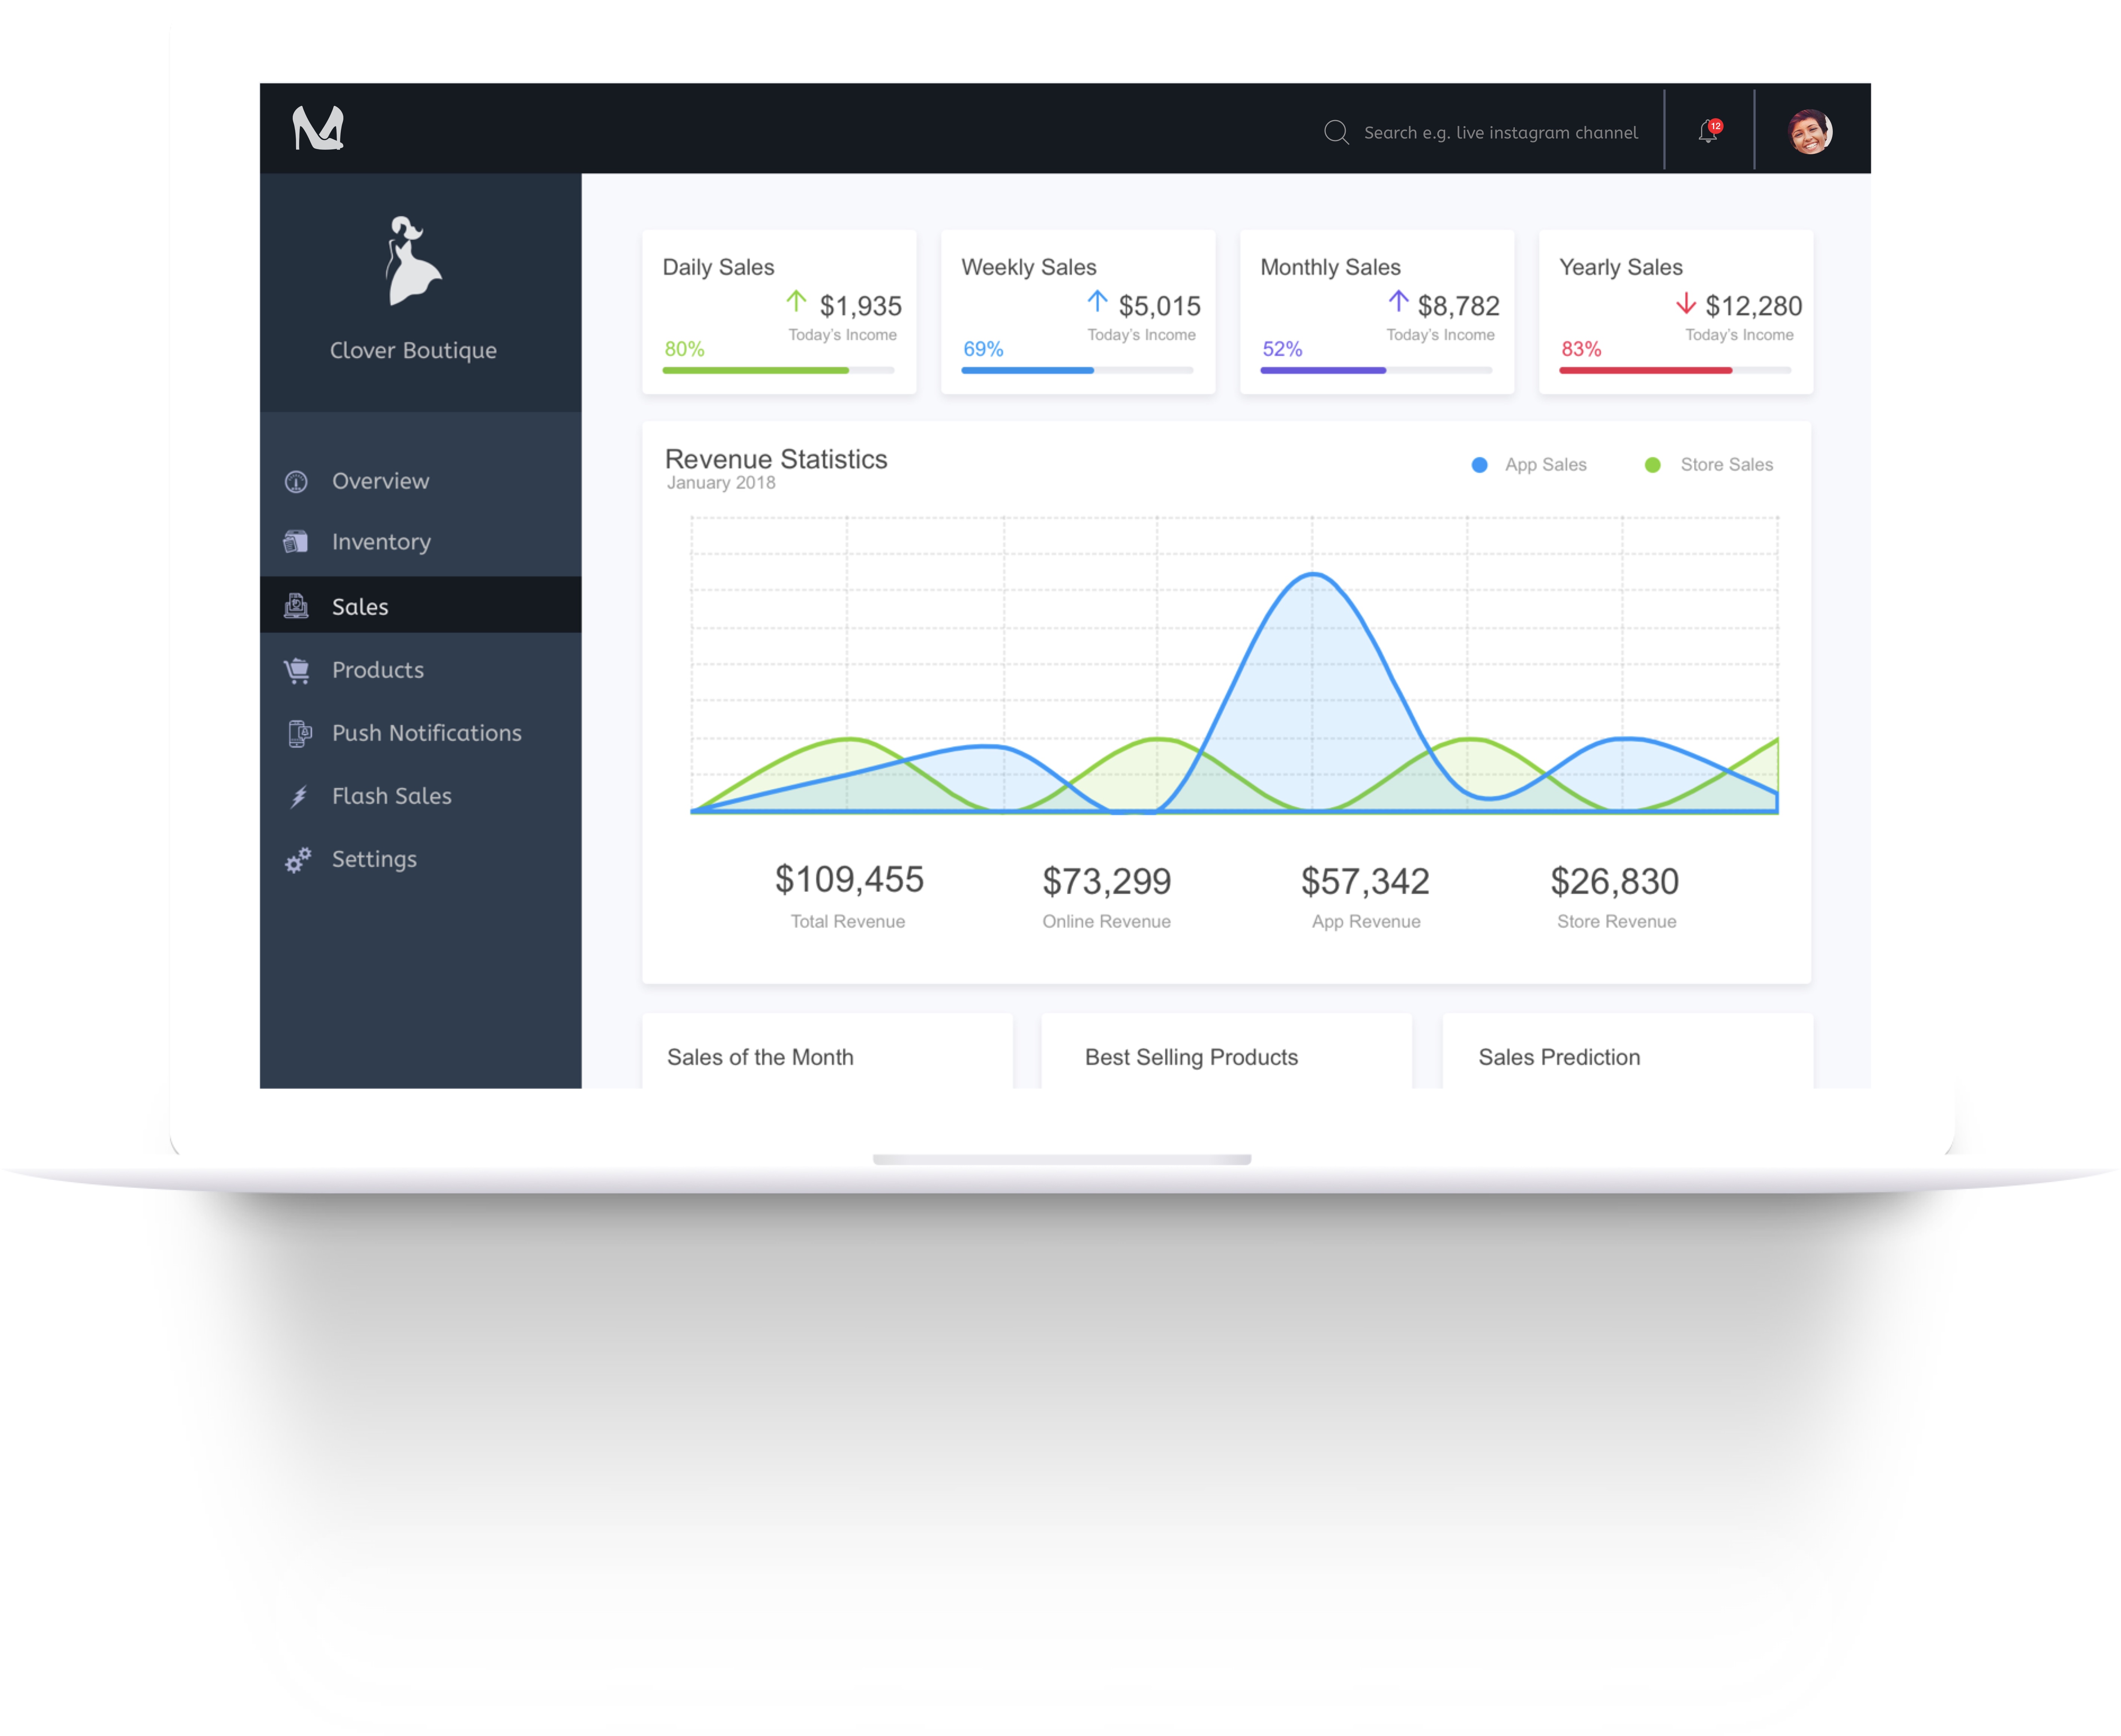 Search e.g. live instagram channel
12
Clover Boutique
Overview
Inventory
Sales
Products
Push Notifications
Flash Sales
Settings
Daily Sales
$1,935
Today's Income
80%
Weekly Sales
$5,015
Today's Income
69%
Monthly Sales
$8,782
Today's Income
52%
Yearly Sales
$12,280
Today's Income
83%
Revenue Statistics
January 2018
App Sales
Store Sales
$109,455
Total Revenue
$73,299
Online Revenue
$57,342
App Revenue
$26,830
Store Revenue
Sales of the Month
Best Selling Products
Sales Prediction